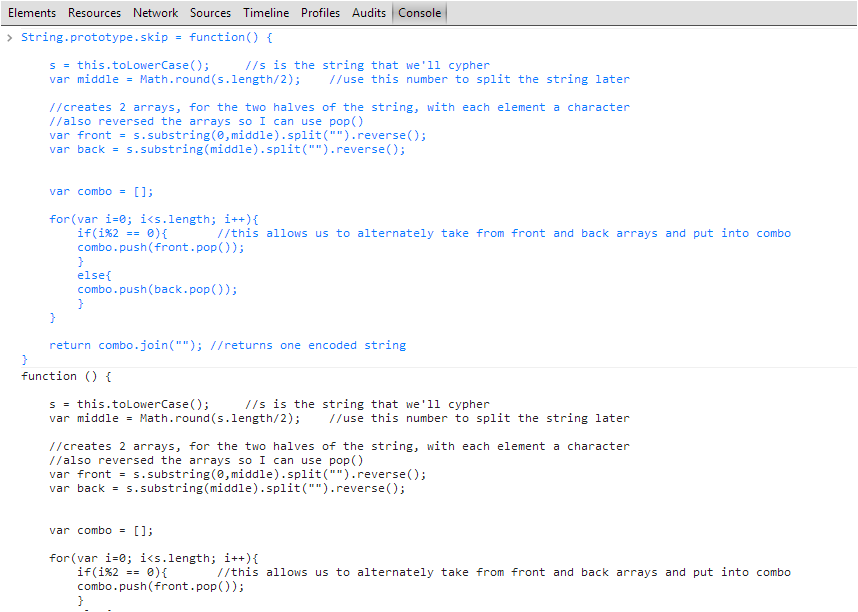 Elements Resources Network Sources Timeline Profiles Audits Console
> String.prototype.skip = function() {
s = this.toLowerCase(); //s is the string that we'll cypher
var middle = Math.round(s.length/2); //use this number to split the string later
//creates 2 arrays, for the two halves of the string, with each element a character
//also reversed the arrays so I can use pop()
var front = s.substring(0,middle).split("").reverse();
var back = s.substring(middle).split("").reverse();
var combo = [];
for(var i=0; i<s.length; i++){
if(i%2 == 0){ //this allows us to alternately take from front and back arrays and put into combo
combo.push(front.pop());
}
else{
combo.push(back.pop());
}
}
return combo.join(""); //returns one encoded string
}
function () {
s = this.toLowerCase(); //s is the string that we'll cypher
var middle = Math.round(s.length/2); //use this number to split the string later
//creates 2 arrays, for the two halves of the string, with each element a character
//also reversed the arrays so I can use pop()
var front = s.substring(0,middle).split("").reverse();
var back = s.substring(middle).split("").reverse();
var combo = [];
for(var i=0; i<s.length; i++){
if(i%2 == 0){ //this allows us to alternately take from front and back arrays and put into combo
combo.push(front.pop());
}